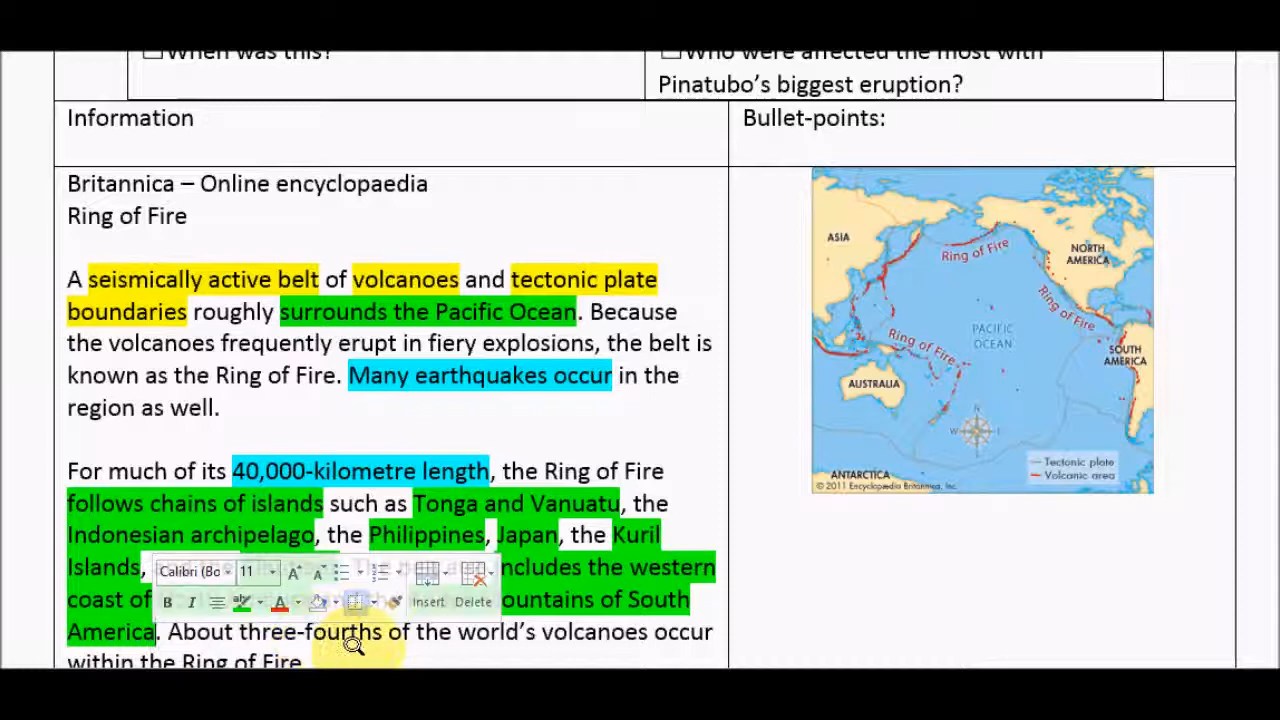 When was this?
Who were affected the most with
Pinatubo's biggest eruption?
Information
Bullet-points:
Britannica – Online encyclopaedia
Ring of Fire
A seismically active belt of volcanoes and tectonic plate
boundaries roughly surrounds the Pacific Ocean. Because
the volcanoes frequently erupt in fiery explosions, the belt is
known as the Ring of Fire. Many earthquakes occur in the
region as well.
For much of its 40,000-kilometre length, the Ring of Fire
follows chains of islands such as Tonga and Vanuatu, the
Indonesian archipelago, the Philippines, Japan, the Kuril
Islands, includes the western
coast of ountains of South
America. About three-fourths of the world's volcanoes occur
within the Ring of Fire.
Calibri (Bo 11 A A
B I A Insert Delete
ASIA
Ring of Fire
NORTH
AMERICA
Ring of Fire
PACIFIC
OCEAN
Ring of Fire
SOUTH
AMERICA
AUSTRALIA
N
W
ANTARCTICA
Tectonic plate
Volcanic area
© 2011 Encyclopædia Britannica, Inc.